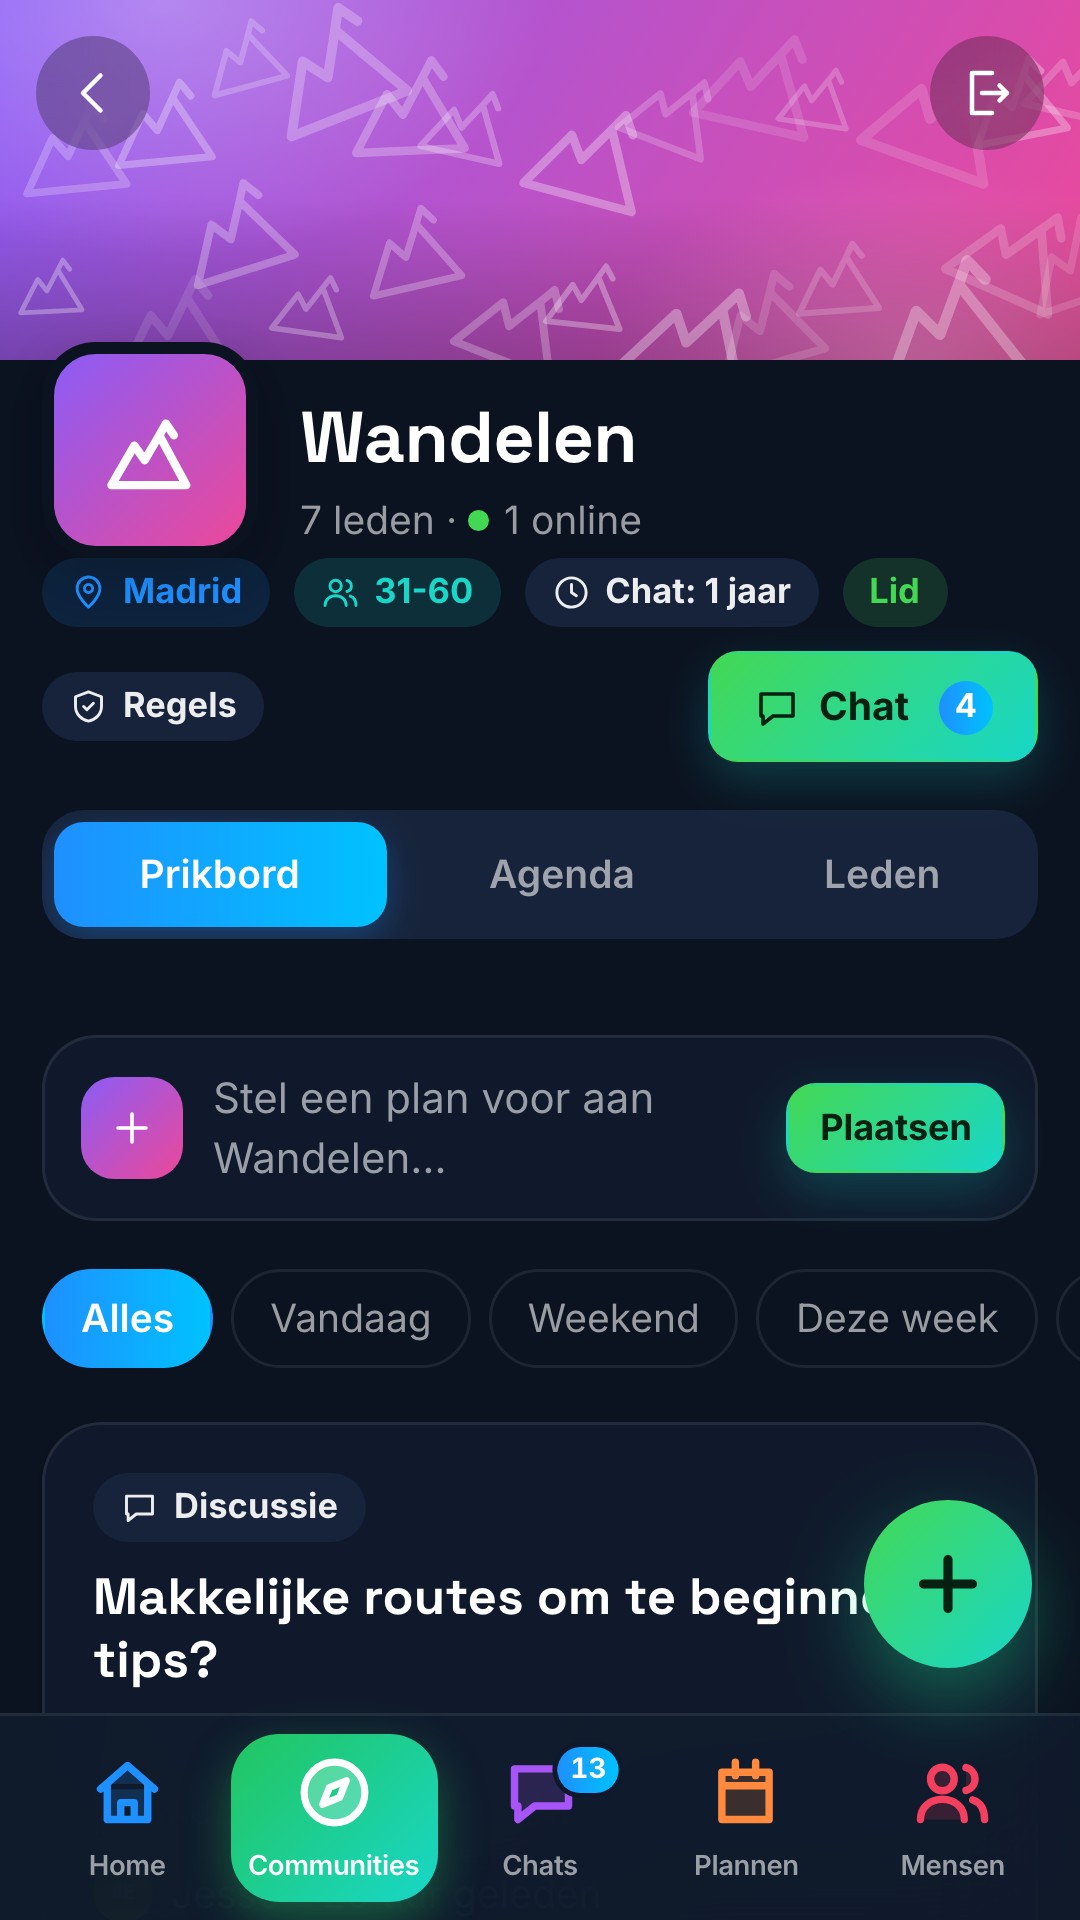 Wandelen
7 leden · 1 online
Madrid
31-60
Chat: 1 jaar
Lid
Regels
Chat 4
Prikbord
Agenda
Leden
Stel een plan voor aan
Wandelen...
Plaatsen
Alles
Vandaag
Weekend
Deze week
Discussie
Makkelijke routes om te
tips?
13
Home
Communities
Chats
Plannen
Mensen
geleden